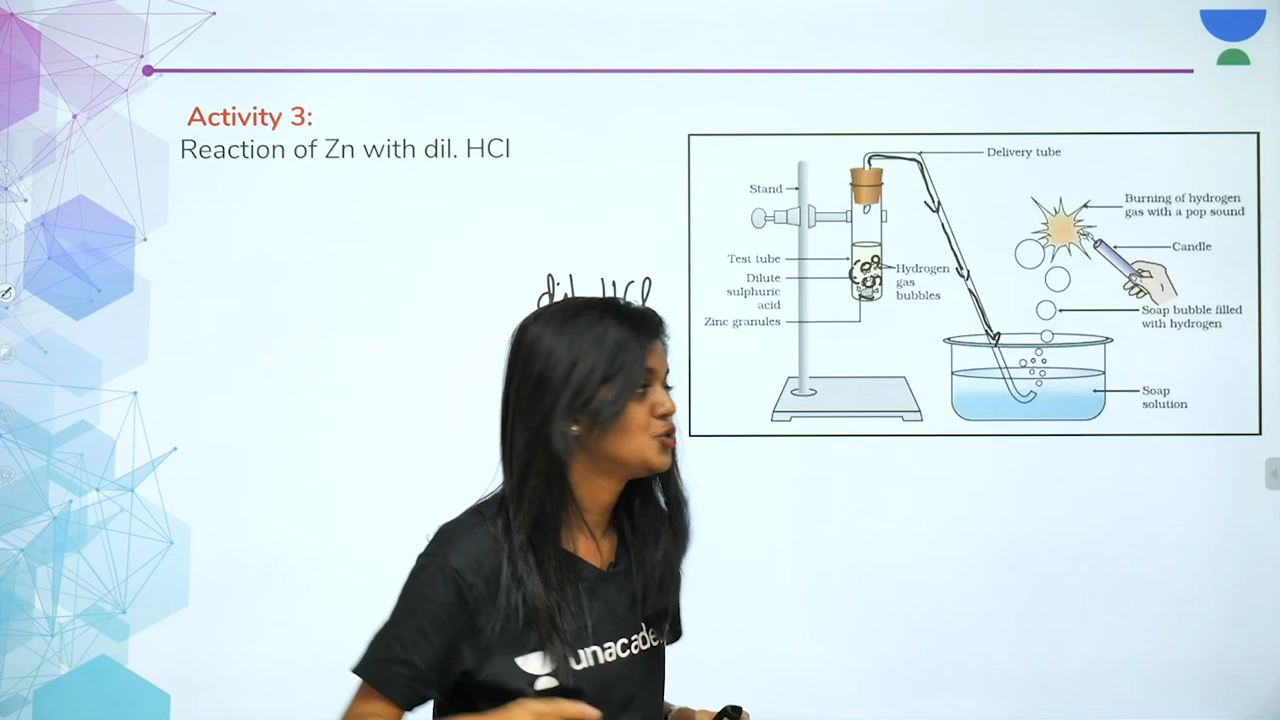 Activity 3:
Reaction of Zn with dil. HCl
Delivery tube
Stand
Burning of hydrogen
gas with a pop sound
Candle
Test tube
Hydrogen
gas
bubbles
Dilute
sulphuric
acid
Zinc granules
Soap bubble filled
with hydrogen
Soap
solution
dil. HCl
unacade